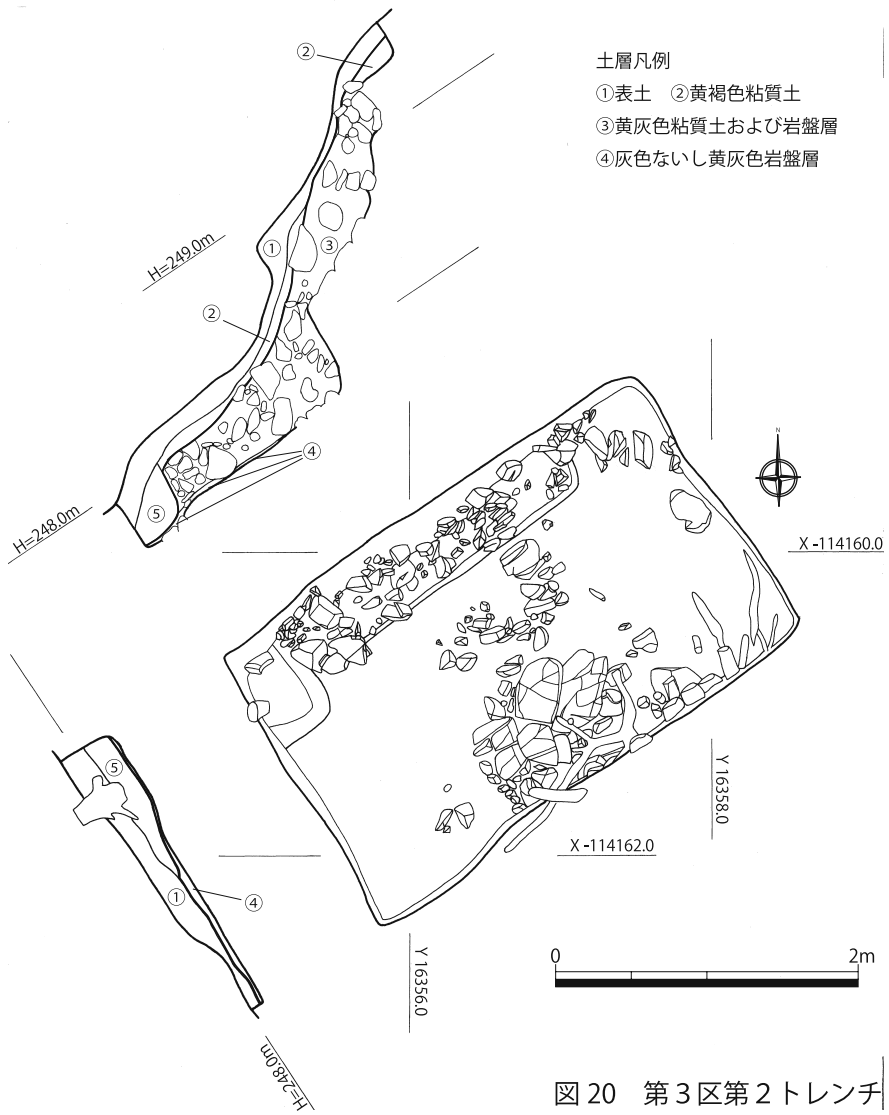 土層凡例
①表土 ②黄褐色粘質土
③黄灰色粘質土および岩盤層
④灰色ないし黄灰色岩盤層
②
H=249.0m
①
③
②
④
⑤
H=248.0m
N
X -114160.0
⑤
①
④
Y 16358.0
X -114162.0
Y 16356.0
H=248.0m
0 2m
図 20 第３区第２トレンチ